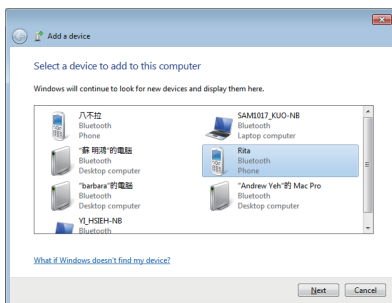 Add a device
Select a device to add to this computer
Windows will continue to look for new devices and display them here.
八不拉
Bluetooth
Phone
SAM1017_KUO-NB
Bluetooth
Laptop computer
"蘇 明鴻"的電腦
Bluetooth
Desktop computer
Rita
Bluetooth
Phone
"barbara"的電腦
Bluetooth
Desktop computer
"Andrew Yeh"的 Mac Pro
Bluetooth
Desktop computer
YI_HSIEH-NB
Bluetooth
What if Windows doesn't find my device?
Next
Cancel